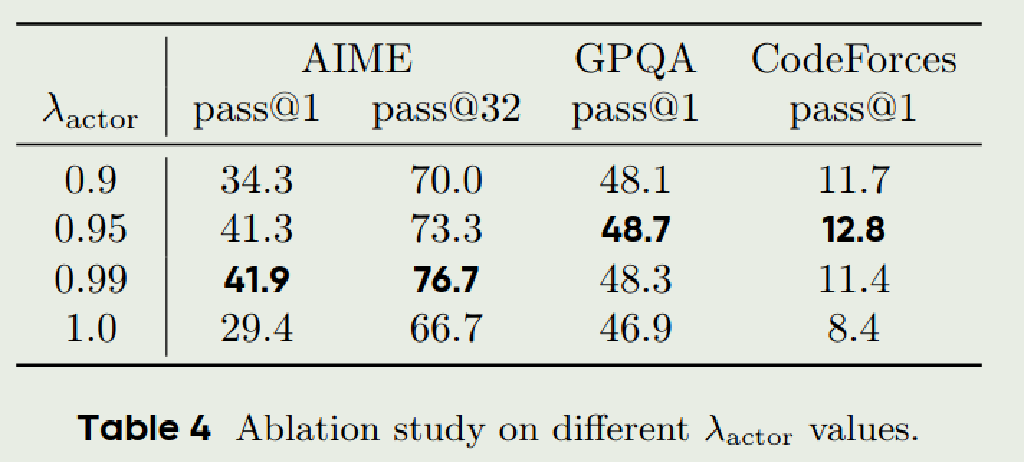 AIME GPQA CodeForces
λactor pass@1 pass@32 pass@1 pass@1
0.9 34.3 70.0 48.1 11.7
0.95 41.3 73.3 48.7 12.8
0.99 41.9 76.7 48.3 11.4
1.0 29.4 66.7 46.9 8.4
Table 4 Ablation study on different λactor values.